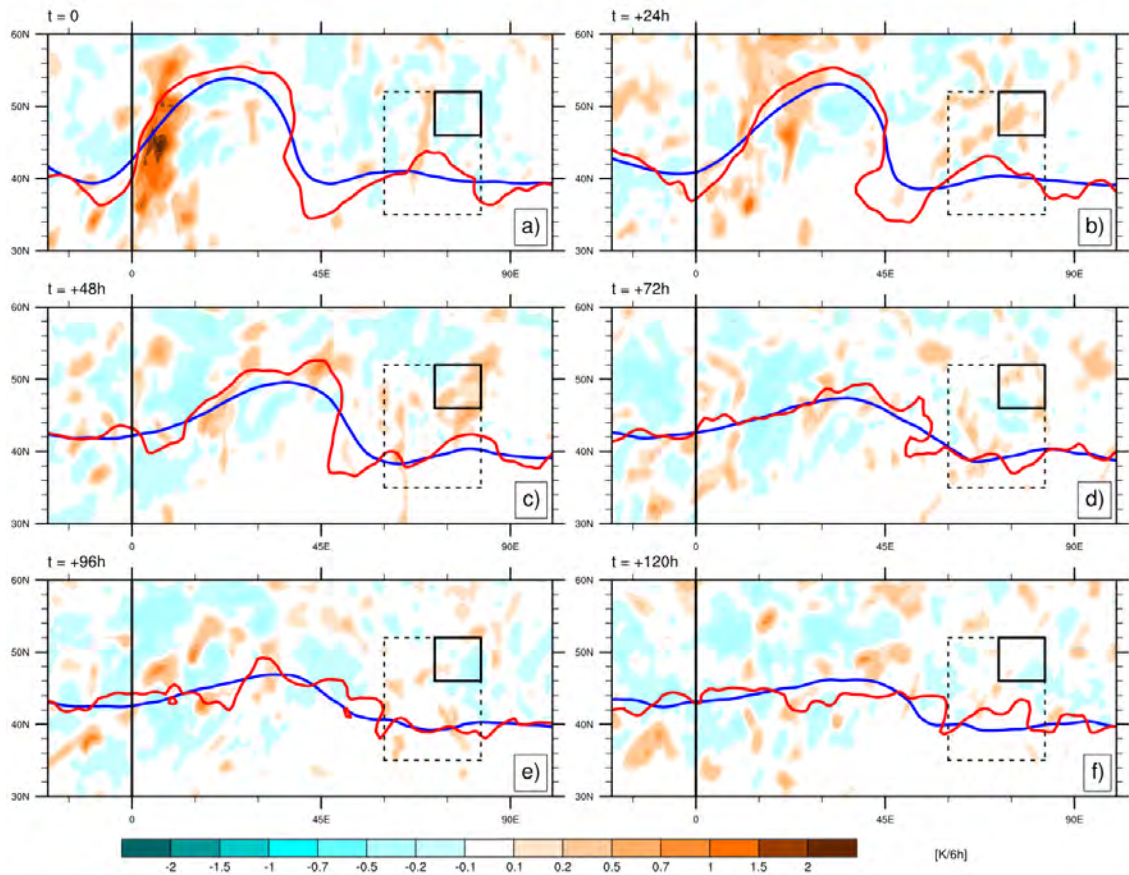 t = 0
60N
50N
40N
30N
0
45E
90E
a)
t = +24h
60N
50N
40N
30N
0
45E
90E
b)
t = +48h
60N
50N
40N
30N
0
45E
90E
c)
t = +72h
60N
50N
40N
30N
0
45E
90E
d)
t = +96h
60N
50N
40N
30N
0
45E
90E
e)
t = +120h
60N
50N
40N
30N
0
45E
90E
f)
-2 -1.5 -1 -0.7 -0.5 -0.2 -0.1 0.1 0.2 0.5 0.7 1 1.5 2
[K/6h]